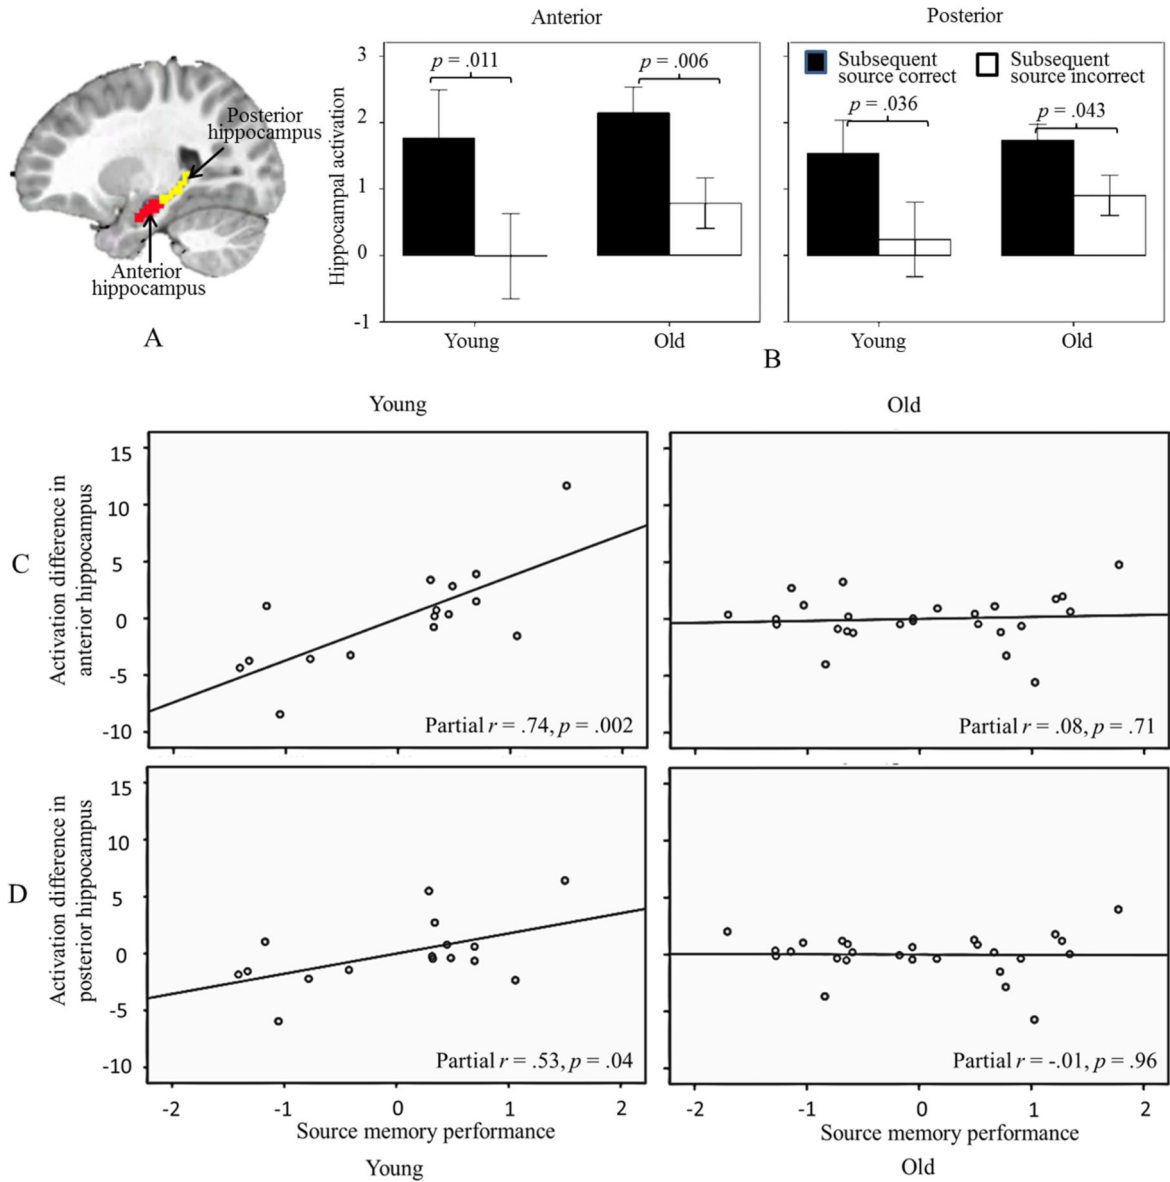 Anterior
Posterior
Posterior
hippocampus
Anterior
hippocampus
A
Hippocampal activation
3
2
1
0
-1
p = .011
p = .006
Young
Old
Subsequent
source correct
Subsequent
source incorrect
p = .036
p = .043
Young
Old
B
Young
Old
C
Activation difference in
anterior hippocampus
15
10
5
0
-5
-10
Partial r = .74, p = .002
Partial r = .08, p = .71
D
Activation difference in
posterior hippocampus
15
10
5
0
-5
-10
Partial r = .53, p = .04
Partial r = -.01, p = .96
-2 -1 0 1 2
-2 -1 0 1 2
Source memory performance
Source memory performance
Young
Old